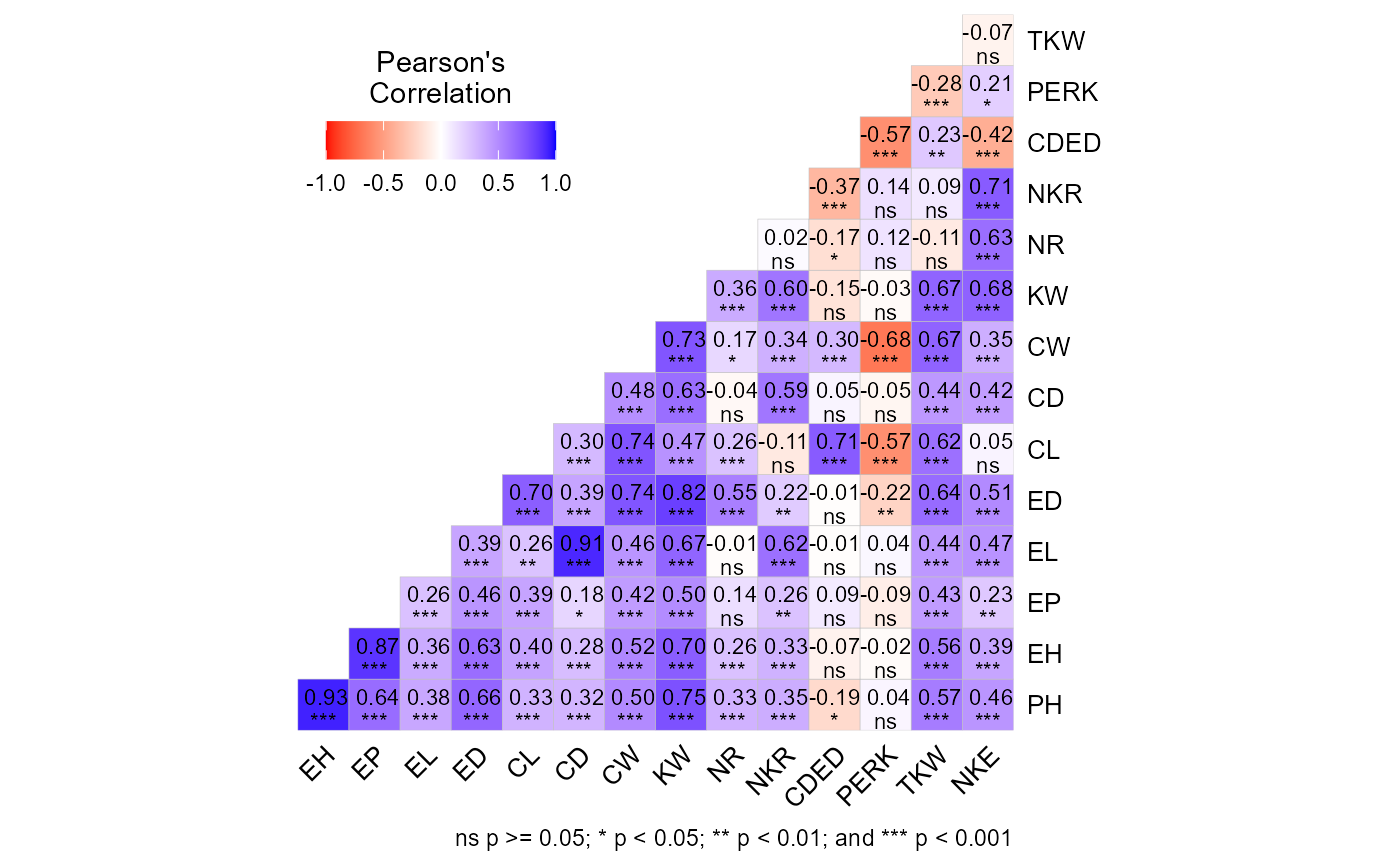 Pearson's
Correlation
-1.0 -0.5 0.0 0.5 1.0
-0.07 TKW
ns
-0.28 0.21 PERK
*** *
-0.57 0.23 -0.42 CDED
*** ** ***
-0.37 0.14 0.09 0.71 NKR
*** ns ns ***
0.02 -0.17 0.12 -0.11 0.63 NR
ns * ns ns ***
0.36 0.60 -0.15 -0.03 0.67 0.68 KW
*** *** ns ns *** ***
0.73 0.17 0.34 0.30 -0.68 0.67 0.35 CW
*** * *** *** *** *** ***
0.48 0.63 -0.04 0.59 0.05 -0.05 0.44 0.42 CD
*** *** ns *** ns ns *** ***
0.30 0.74 0.47 0.26 -0.11 0.71 -0.57 0.62 0.05 CL
*** *** *** *** ns *** *** *** ns
0.70 0.39 0.74 0.82 0.55 0.22 -0.01 -0.22 0.64 0.51 ED
*** *** *** *** *** ** ns ** *** ***
0.39 0.26 0.91 0.46 0.67 -0.01 0.62 -0.01 0.04 0.44 0.47 EL
*** ** *** *** *** ns *** ns ns *** ***
0.26 0.46 0.39 0.18 0.42 0.50 0.14 0.26 0.09 -0.09 0.43 0.23 EP
*** *** *** * *** *** ns ** ns ns *** **
0.87 0.36 0.63 0.40 0.28 0.52 0.70 0.26 0.33 -0.07 -0.02 0.56 0.39 EH
*** *** *** *** *** *** *** *** *** ns ns *** ***
0.93 0.64 0.38 0.66 0.33 0.32 0.50 0.75 0.33 0.35 -0.19 0.04 0.57 0.46 PH
*** *** *** *** *** *** *** *** *** *** * ns *** ***
EH EP EL ED CL CD CW KW NR NKR CDED PERK TKW NKE
ns p >= 0.05; * p < 0.05; ** p < 0.01; and *** p < 0.001